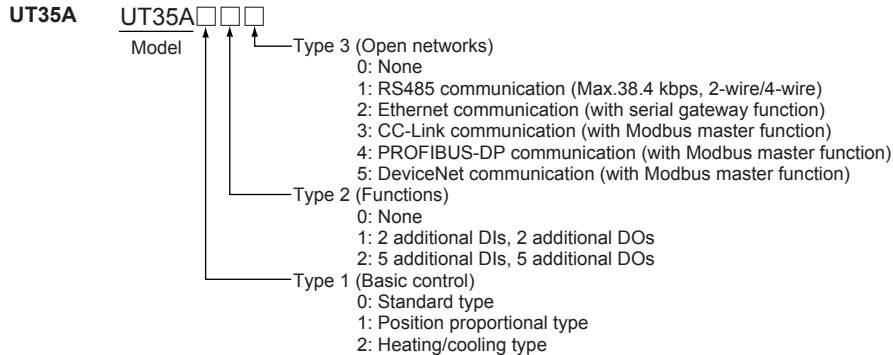 UT35A UT35A□□□
Model
Type 3 (Open networks)
0: None
1: RS485 communication (Max.38.4 kbps, 2-wire/4-wire)
2: Ethernet communication (with serial gateway function)
3: CC-Link communication (with Modbus master function)
4: PROFIBUS-DP communication (with Modbus master function)
5: DeviceNet communication (with Modbus master function)
Type 2 (Functions)
0: None
1: 2 additional DIs, 2 additional DOs
2: 5 additional DIs, 5 additional DOs
Type 1 (Basic control)
0: Standard type
1: Position proportional type
2: Heating/cooling type